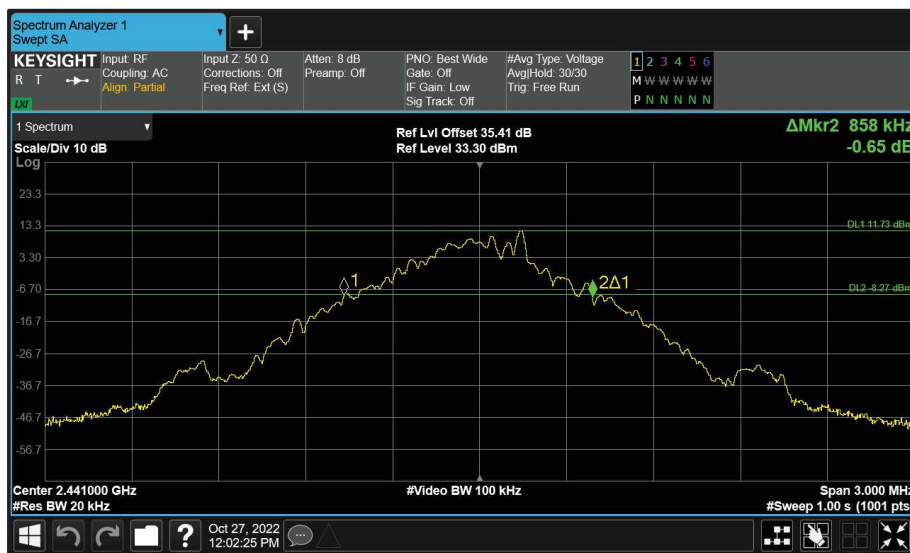 Spectrum Analyzer 1
Swept SA
+
KEYSIGHT
R T
LXI
Input: RF
Coupling: AC
Align: Partial
Input Z: 50 Ω
Corrections: Off
Freq Ref: Ext (S)
Atten: 8 dB
Preamp: Off
PNO: Best Wide
Gate: Off
IF Gain: Low
Sig Track: Off
#Avg Type: Voltage
Avg|Hold: 30/30
Trig: Free Run
1 2 3 4 5 6
M W W W W W
P N N N N N
1 Spectrum
Scale/Div 10 dB
Log
Ref Lvl Offset 35.41 dB
Ref Level 33.30 dBm
ΔMkr2 858 kHz
-0.65 dB
23.3
13.3
DL1 11.73 dBm
3.30
1
2Δ1
-6.70
DL2 -8.27 dBm
-16.7
-26.7
-36.7
-46.7
-56.7
Center 2.441000 GHz
#Res BW 20 kHz
#Video BW 100 kHz
Span 3.000 MHz
#Sweep 1.00 s (1001 pts
?
Oct 27, 2022
12:02:25 PM